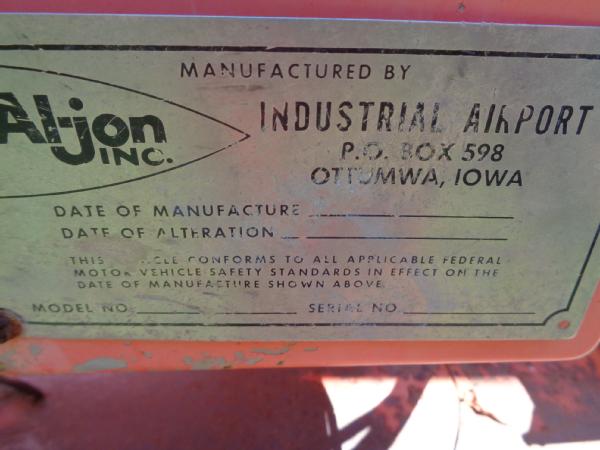 MANUFACTURED BY
Al-jon INC.
INDUSTRIAL AIRPORT
P.O. BOX 598
OTTUMWA, IOWA
DATE OF MANUFACTURE
DATE OF ALTERATION
THIS VEHICLE CONFORMS TO ALL APPLICABLE FEDERAL
MOTOR VEHICLE SAFETY STANDARDS IN EFFECT ON THE
DATE OF MANUFACTURE SHOWN ABOVE.
MODEL NO. SERIAL NO.